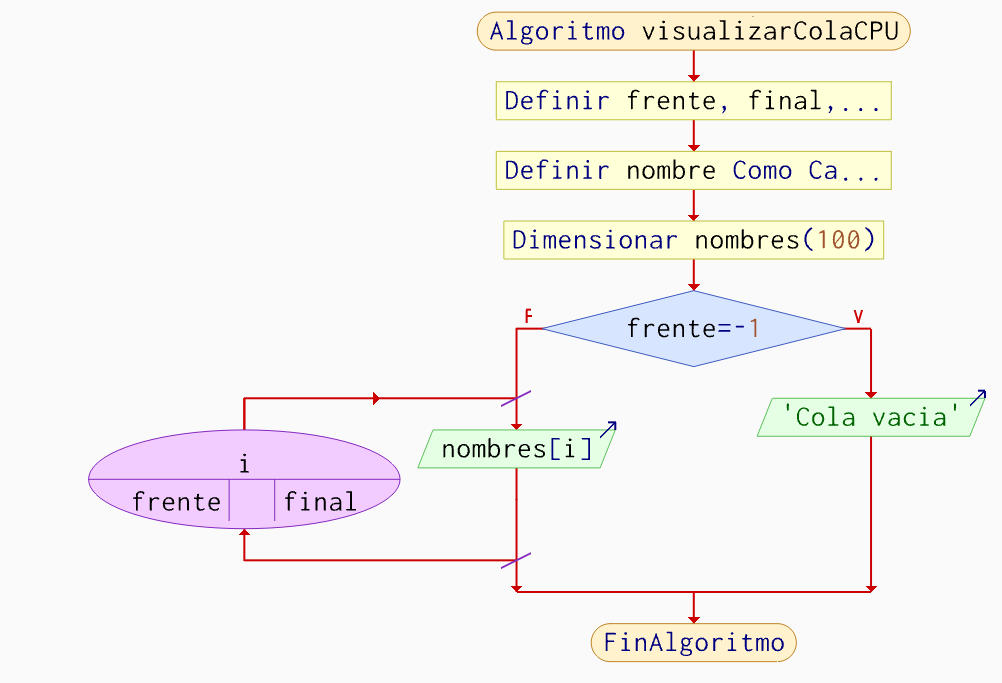 Algoritmo visualizarColaCPU
Definir frente, final,...
Definir nombre Como Ca...
Dimensionar nombres(100)
F
frente=-1
V
'Cola vacia'
nombres[i]
i
frente
final
FinAlgoritmo